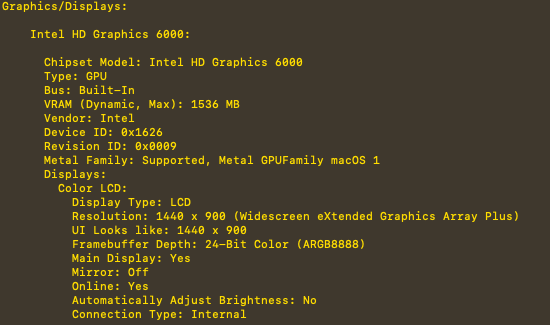 Graphics/Displays:
Intel HD Graphics 6000:
Chipset Model: Intel HD Graphics 6000
Type: GPU
Bus: Built-In
VRAM (Dynamic, Max): 1536 MB
Vendor: Intel
Device ID: 0x1626
Revision ID: 0x0009
Metal Family: Supported, Metal GPUFamily macOS 1
Displays:
Color LCD:
Display Type: LCD
Resolution: 1440 x 900 (Widescreen eXtended Graphics Array Plus)
UI Looks like: 1440 x 900
Framebuffer Depth: 24-Bit Color (ARGB8888)
Main Display: Yes
Mirror: Off
Online: Yes
Automatically Adjust Brightness: No
Connection Type: Internal